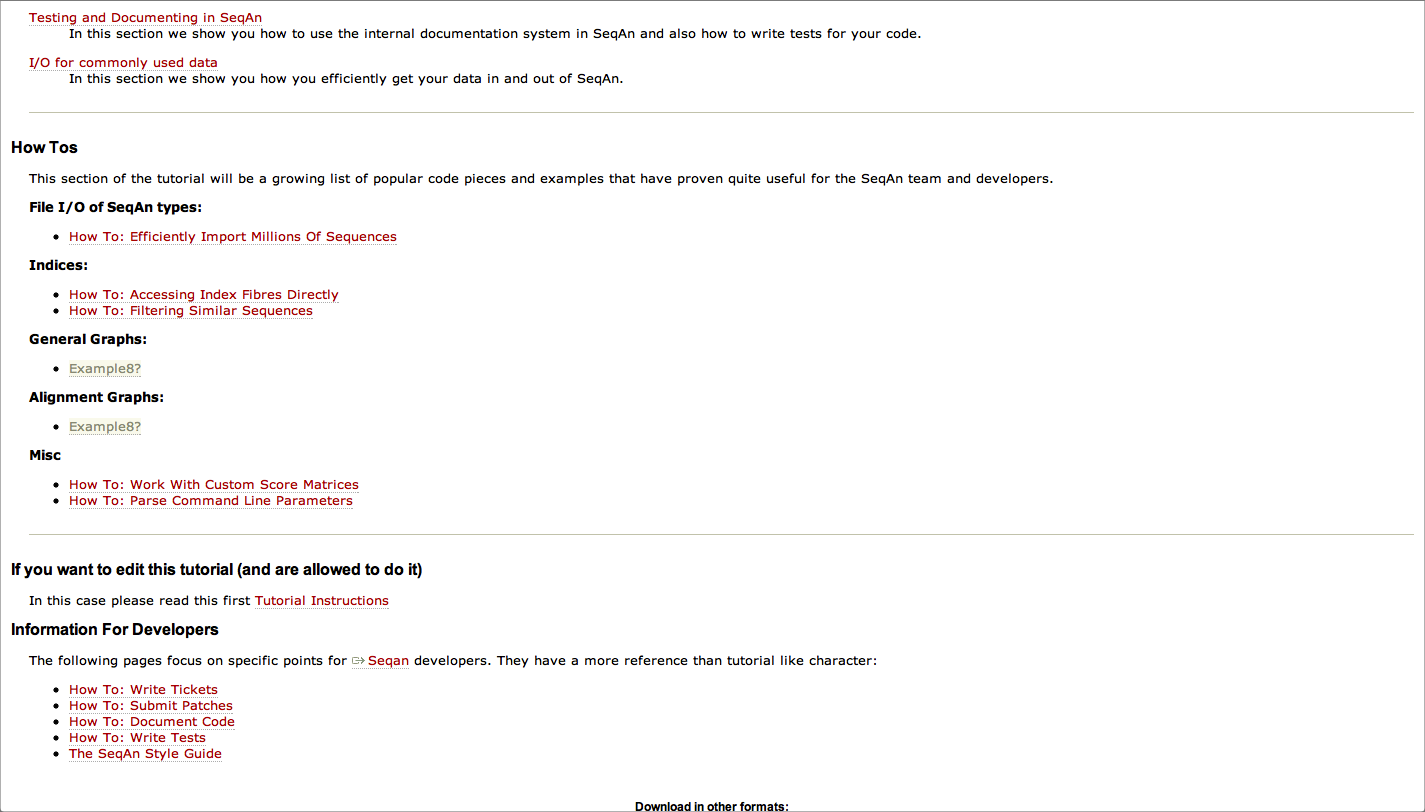 Testing and Documenting in SeqAn
In this section we show you how to use the internal documentation system in SeqAn and also how to write tests for your code.
I/O for commonly used data
In this section we show you how you efficiently get your data in and out of SeqAn.
How Tos
This section of the tutorial will be a growing list of popular code pieces and examples that have proven quite useful for the SeqAn team and developers.
File I/O of SeqAn types:
How To: Efficiently Import Millions Of Sequences
Indices:
How To: Accessing Index Fibres Directly
How To: Filtering Similar Sequences
General Graphs:
Example8?
Alignment Graphs:
Example8?
Misc
How To: Work With Custom Score Matrices
How To: Parse Command Line Parameters
If you want to edit this tutorial (and are allowed to do it)
In this case please read this first Tutorial Instructions
Information For Developers
The following pages focus on specific points for Seqan developers. They have a more reference than tutorial like character:
How To: Write Tickets
How To: Submit Patches
How To: Document Code
How To: Write Tests
The SeqAn Style Guide
Download in other formats: